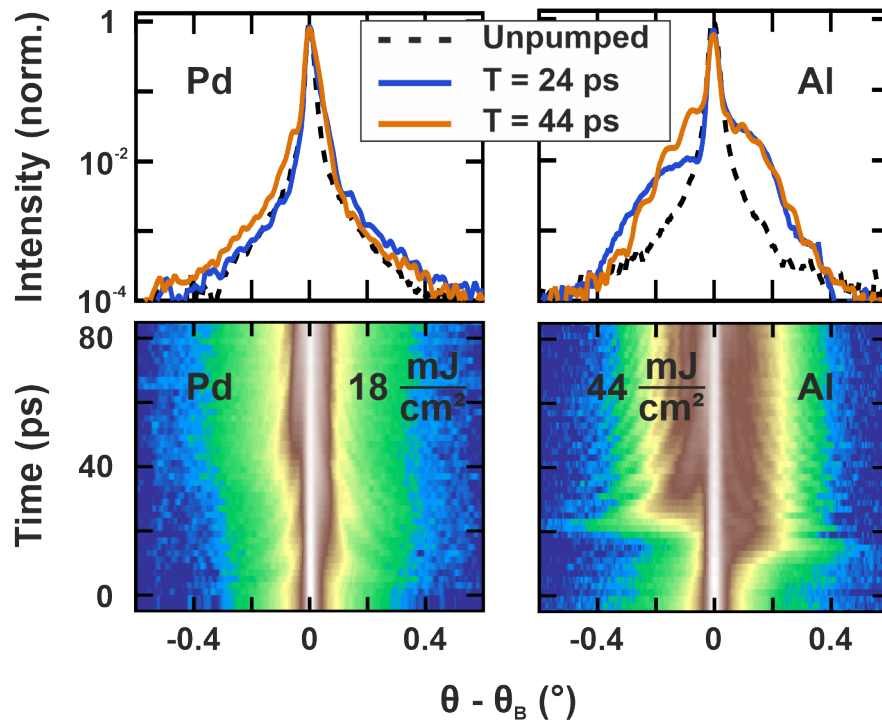 Intensity (norm.)
1
10⁻²
10⁻⁴
Pd
Unpumped
T = 24 ps
T = 44 ps
Al
Time (ps)
80
40
0
Pd
18 mJ
cm²
44 mJ
cm²
Al
-0.4 0 0.4
-0.4 0 0.4
θ - θB (°)